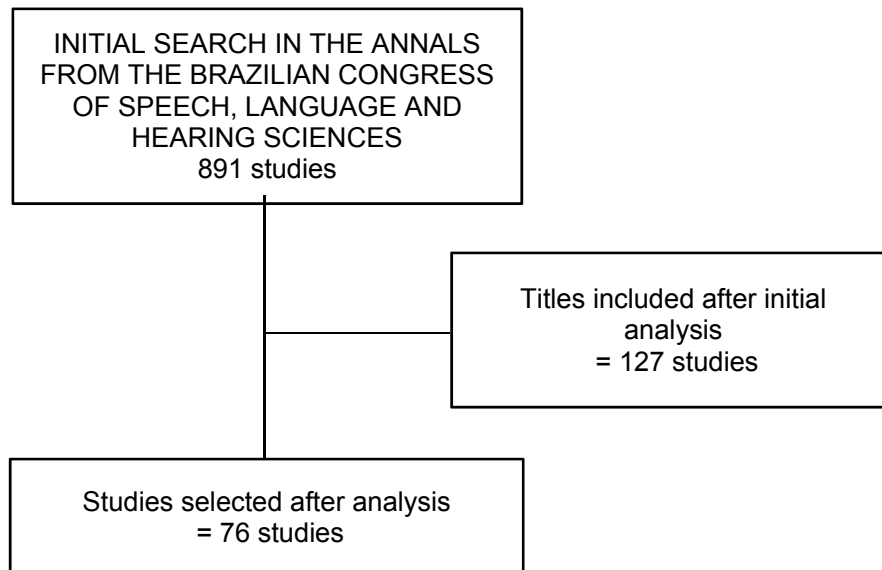 INITIAL SEARCH IN THE ANNALS
FROM THE BRAZILIAN CONGRESS
OF SPEECH, LANGUAGE AND
HEARING SCIENCES
891 studies
Titles included after initial
analysis
= 127 studies
Studies selected after analysis
= 76 studies